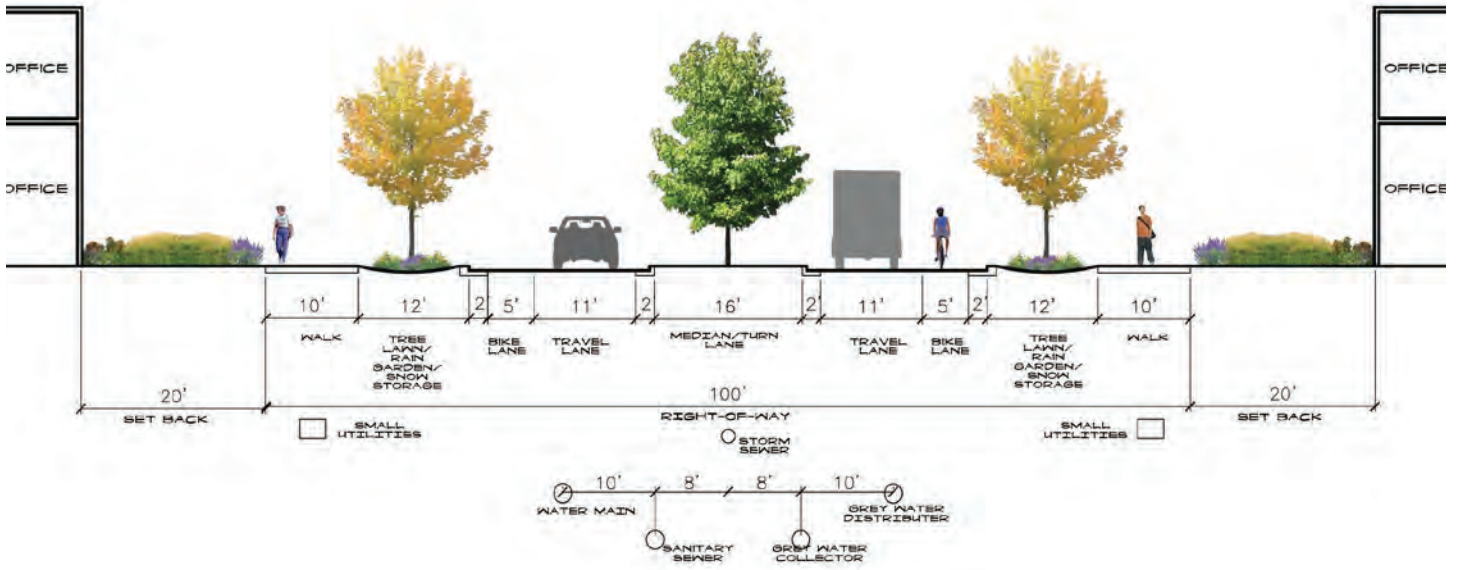 OFFICE
OFFICE
OFFICE
OFFICE
10' 12' 2' 5' 11' 2' 16' 2' 11' 5' 2' 12' 10'
WALK
TREE
LAWN/
RAIN
GARDEN/
SNOW
STORAGE
BIKE
LANE
TRAVEL
LANE
MEDIAN/TURN
LANE
TRAVEL
LANE
BIKE
LANE
TREE
LAWN/
RAIN
GARDEN/
SNOW
STORAGE
WALK
20'
SET BACK
100'
RIGHT-OF-WAY
20'
SET BACK
SMALL
UTILITIES
STORM
SEWER
SMALL
UTILITIES
10' 8' 8' 10'
WATER MAIN
GREY WATER
DISTRIBUTER
SANITARY
SEWER
GREY WATER
COLLECTOR